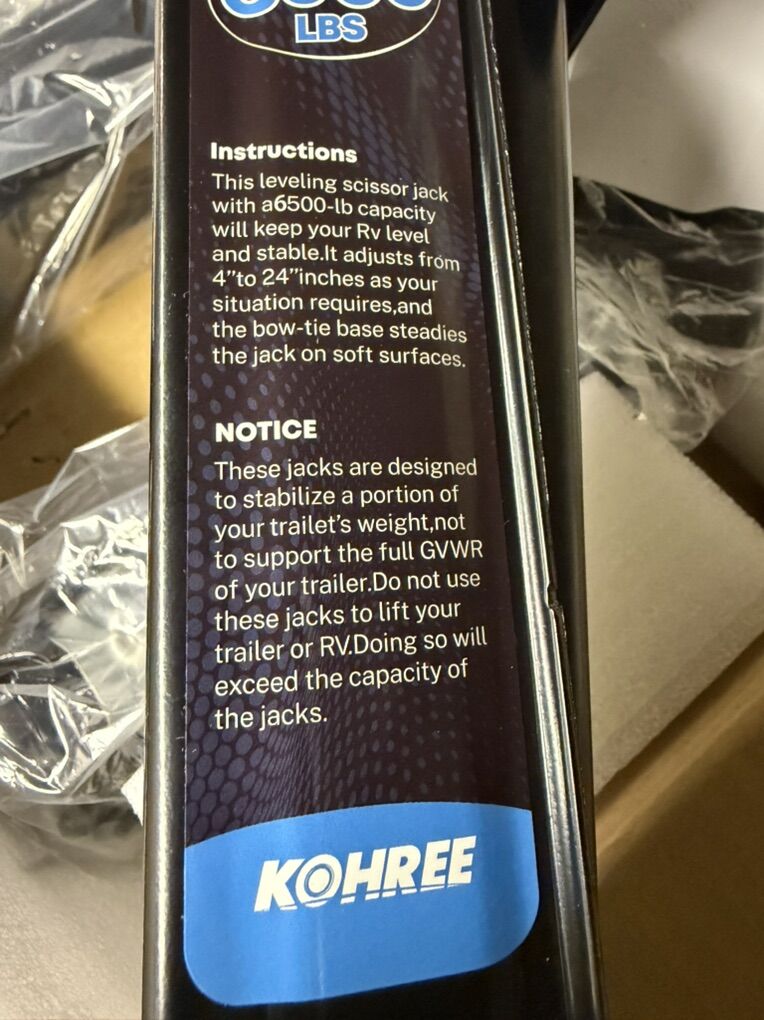 LBS
Instructions
This leveling scissor jack
with a6500-lb capacity
will keep your Rv level
and stable.It adjusts from
4”to 24”inches as your
situation requires,and
the bow-tie base steadies
the jack on soft surfaces.
NOTICE
These jacks are designed
to stabilize a portion of
your trailet’s weight,not
to support the full GVWR
of your trailer.Do not use
these jacks to lift your
trailer or RV.Doing so will
exceed the capacity of
the jacks.
KOHREE